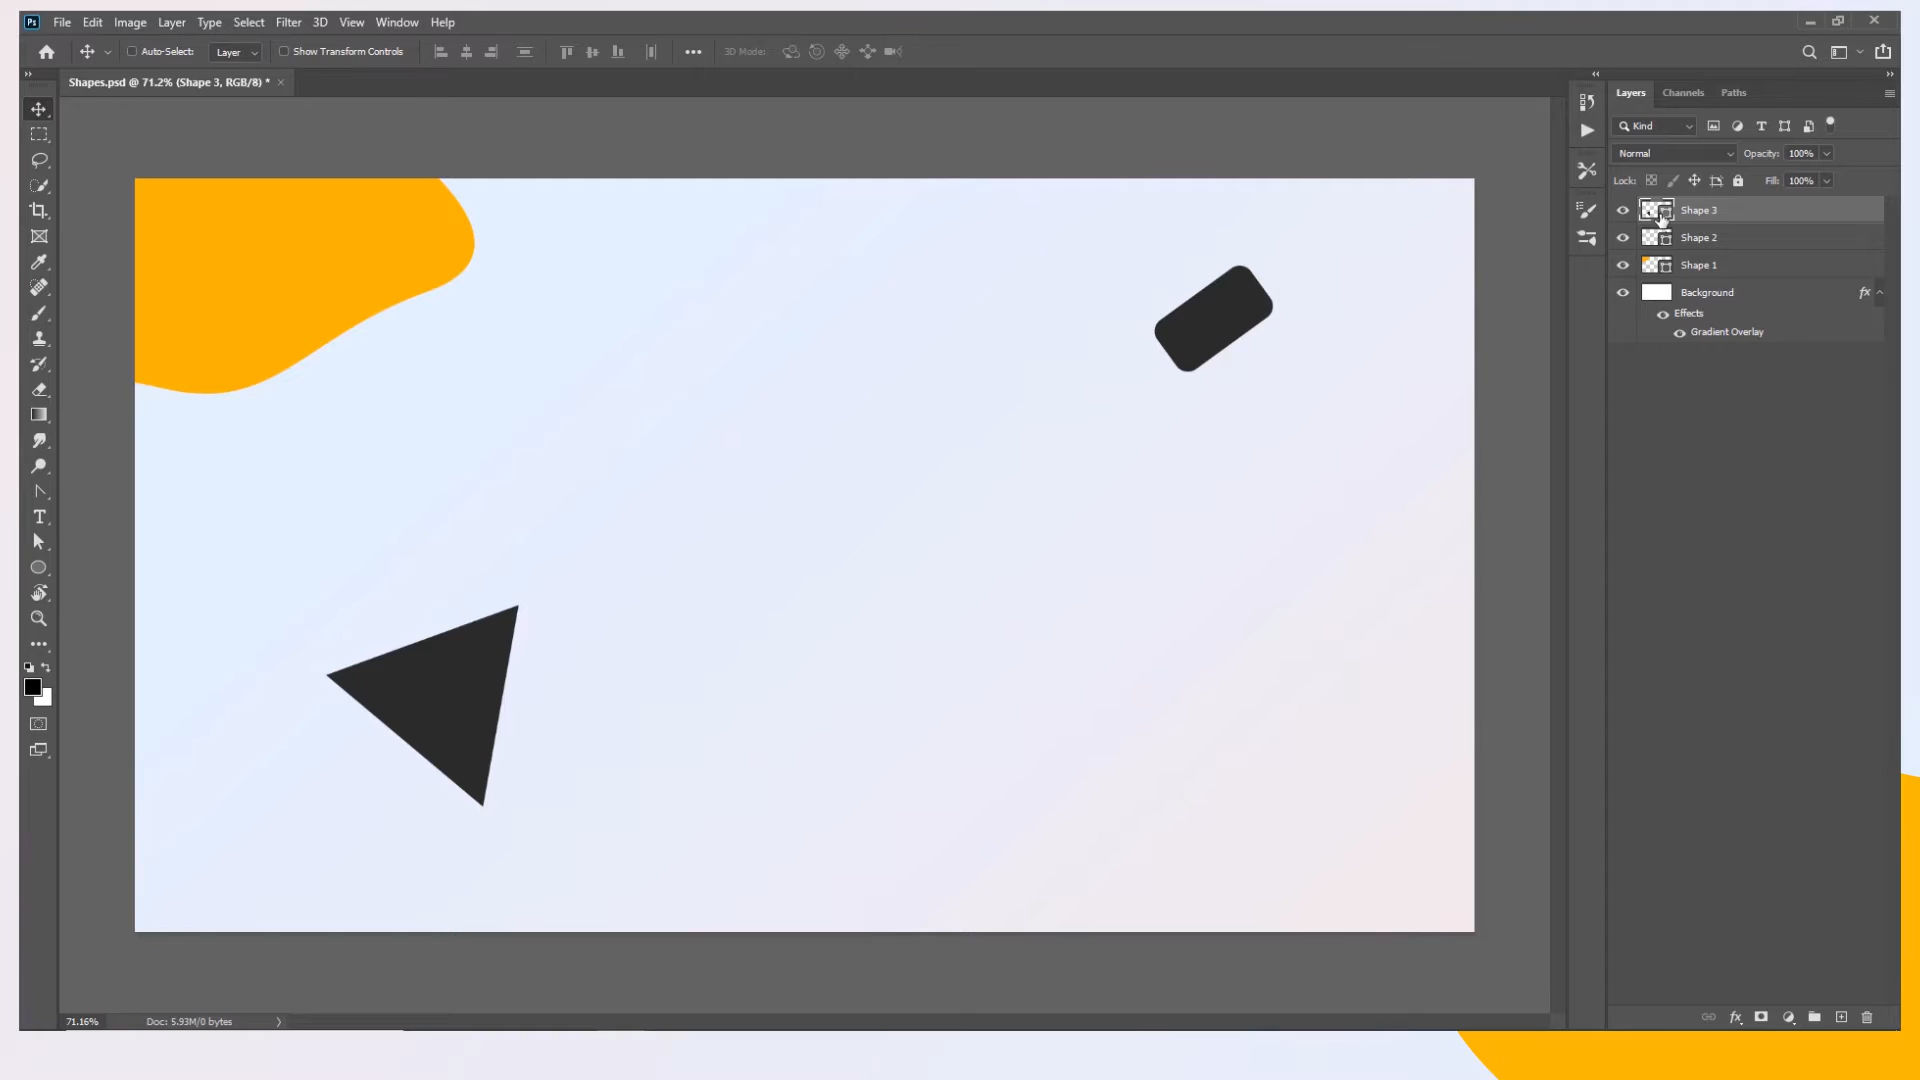 Ps File Edit Image Layer Type Select Filter 3D View Window Help
Auto-Select: Layer Show Transform Controls 3D Mode:
Shapes.psd @ 71.2% (Shape 3, RGB/8) *
Layers Channels Paths
Kind
Normal Opacity: 100%
Lock: Fill: 100%
Shape 3
Shape 2
Shape 1
Background fx
Effects
Gradient Overlay
71.16% Doc: 5.93M/0 bytes
fx